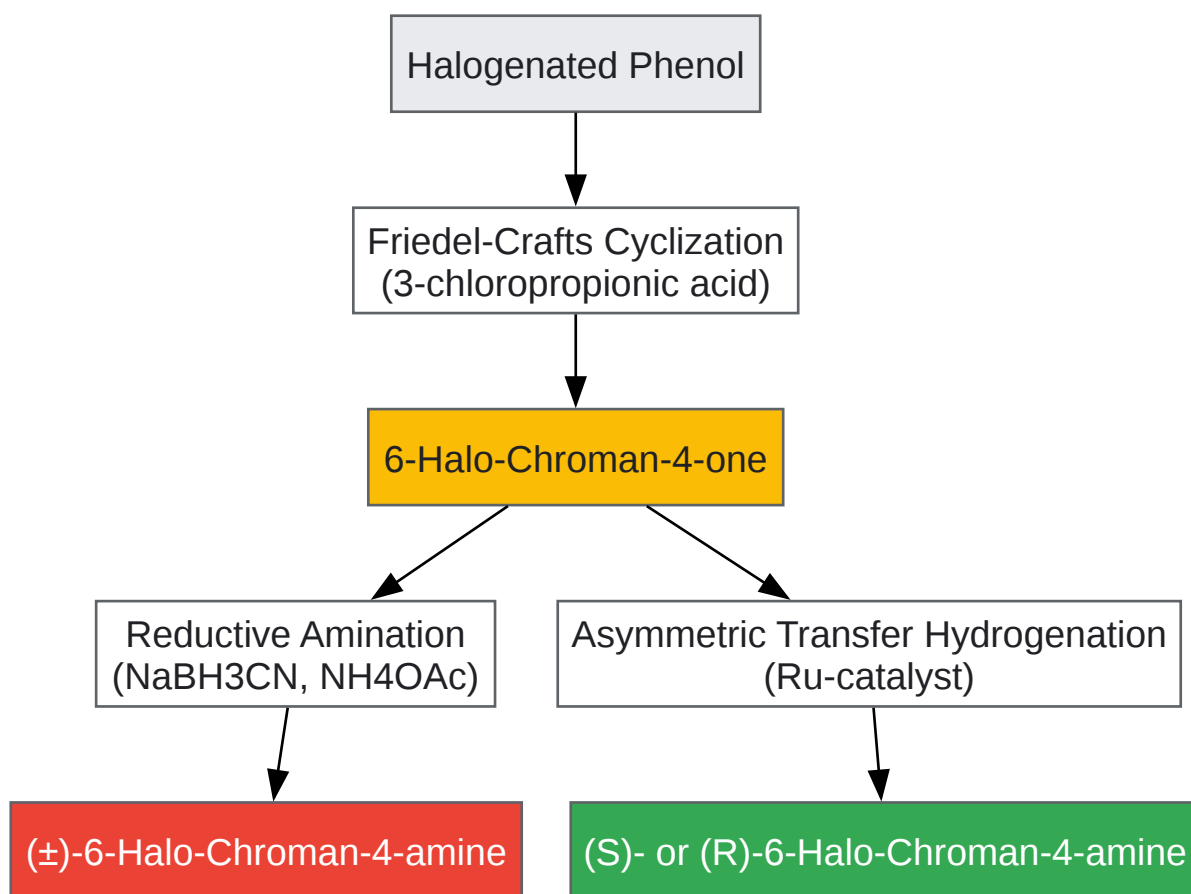 Halogenated Phenol
Friedel-Crafts Cyclization
(3-chloropropionic acid)
6-Halo-Chroman-4-one
Reductive Amination
(NaBH3CN, NH4OAc)
Asymmetric Transfer Hydrogenation
(Ru-catalyst)
(±)-6-Halo-Chroman-4-amine
(S)- or (R)-6-Halo-Chroman-4-amine